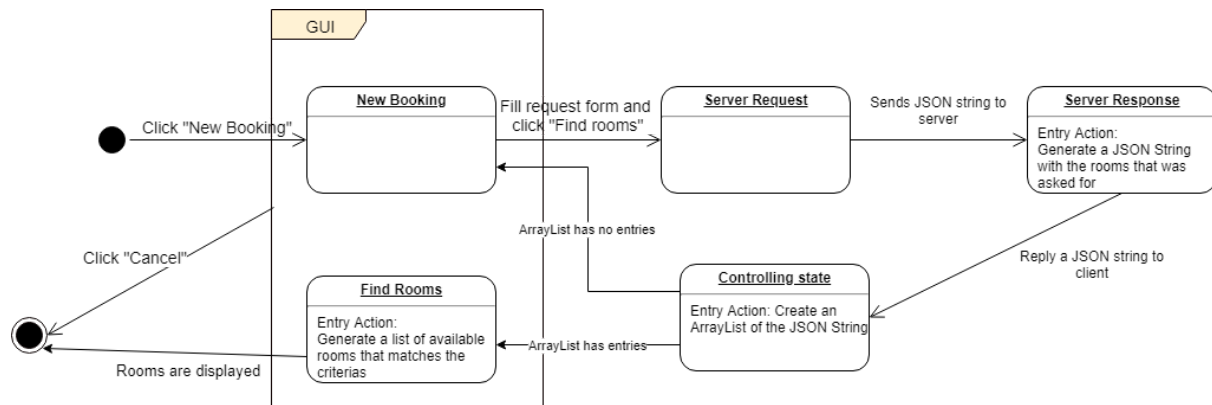 GUI
New Booking
Click "New Booking"
Fill request form and
click "Find rooms"
Server Request
Sends JSON string to
server
Server Response
Entry Action:
Generate a JSON String
with the rooms that was
asked for
Click "Cancel"
ArrayList has no entries
Reply a JSON string to
client
Controlling state
Entry Action: Create an
ArrayList of the JSON String
Find Rooms
Entry Action:
Generate a list of available
rooms that matches the
criterias
ArrayList has entries
Rooms are displayed